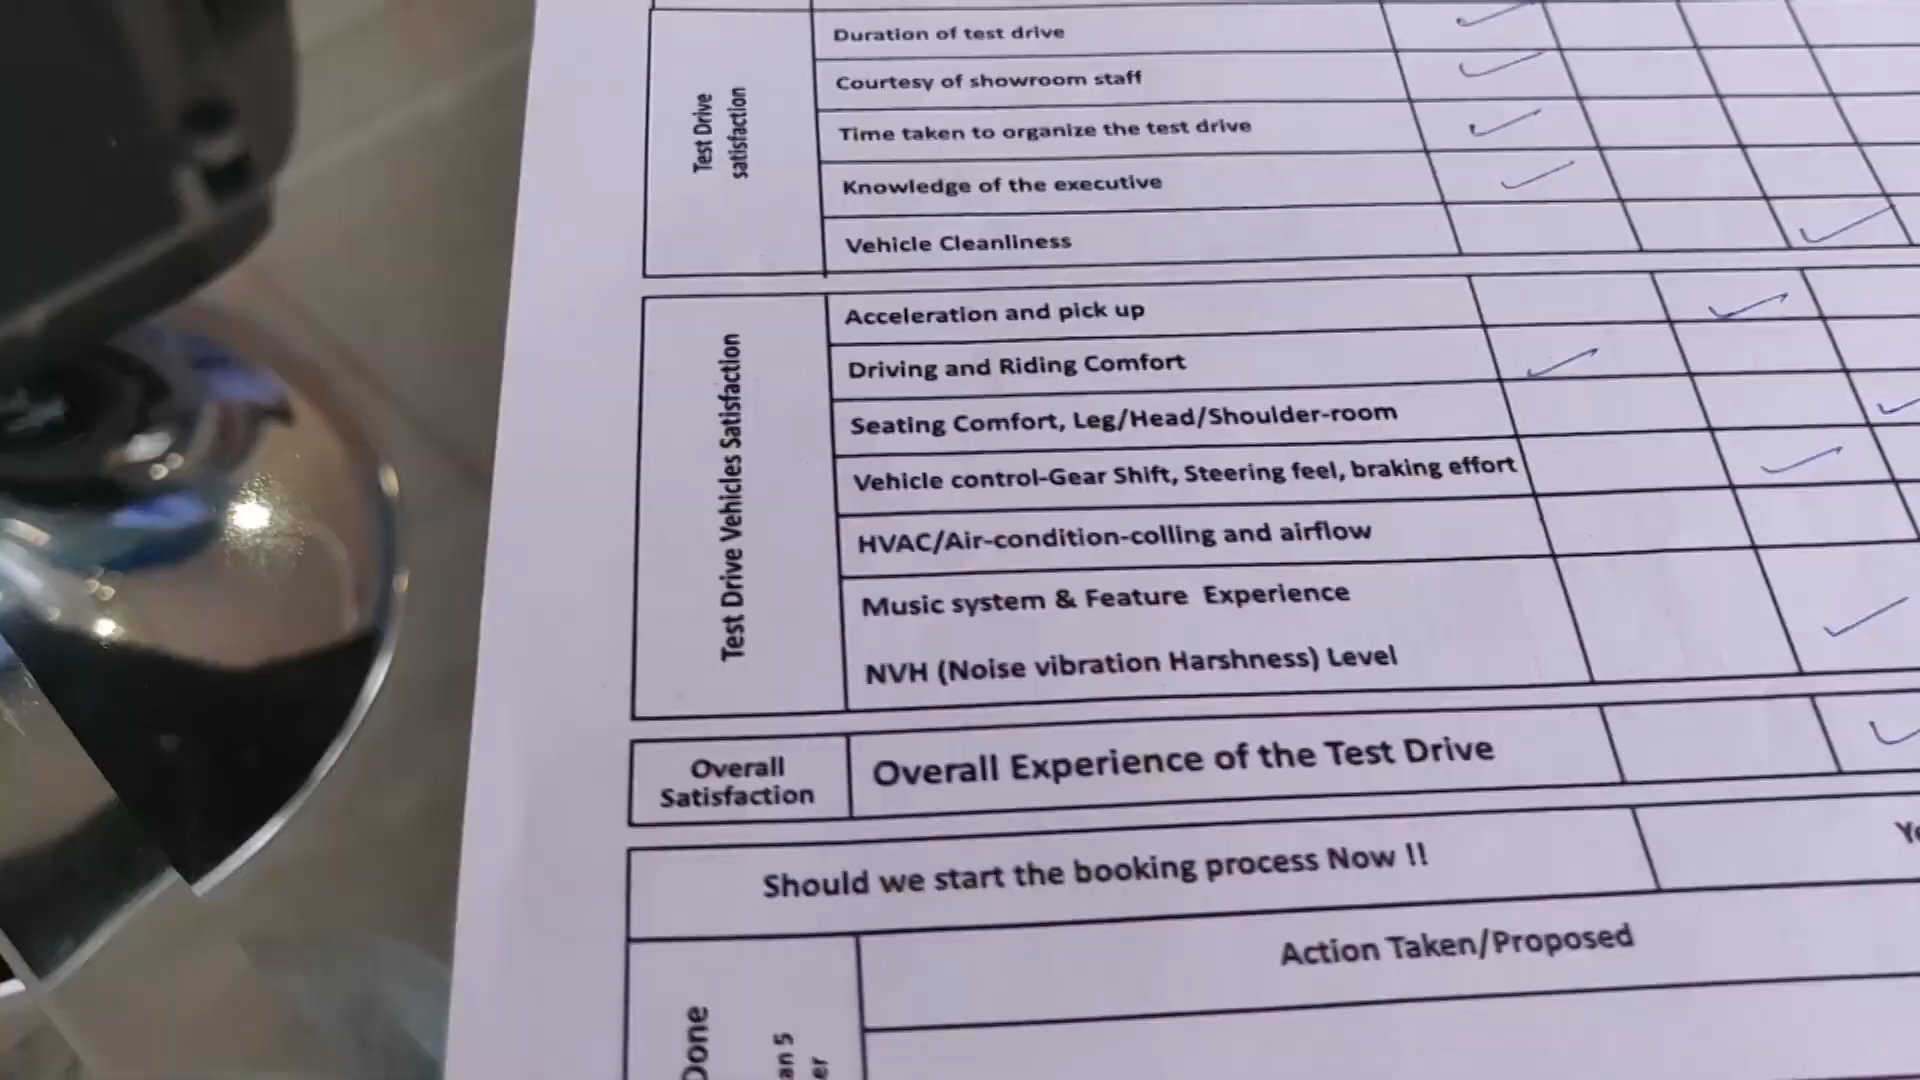 Test Drive
satisfaction
Duration of test drive
Courtesy of showroom staff
Time taken to organize the test drive
Knowledge of the executive
Vehicle Cleanliness
Test Drive Vehicles Satisfaction
Acceleration and pick up
Driving and Riding Comfort
Seating Comfort, Leg/Head/Shoulder-room
Vehicle control-Gear Shift, Steering feel, braking effort
HVAC/Air-condition-colling and airflow
Music system & Feature Experience
NVH (Noise vibration Harshness) Level
Overall
Satisfaction
Overall Experience of the Test Drive
Should we start the booking process Now !!
Action Taken/Proposed
Done